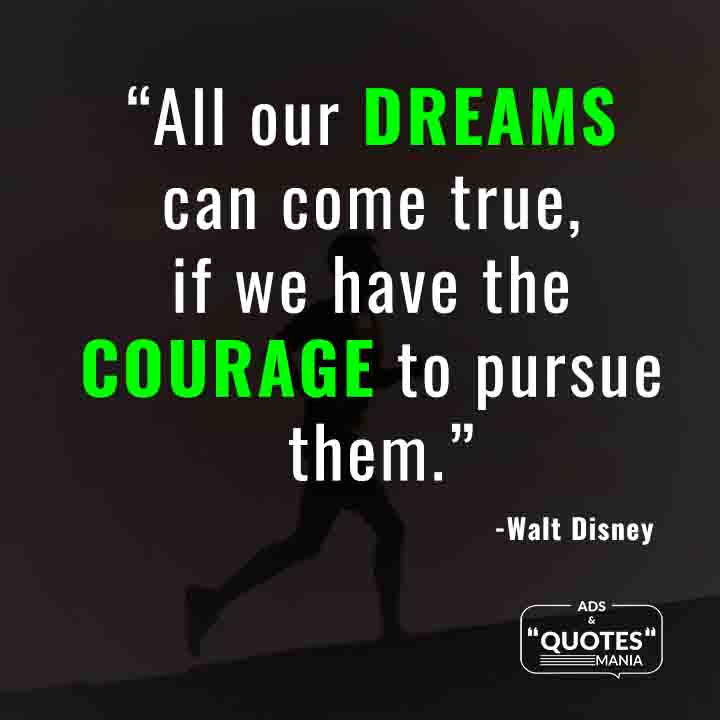 “All our DREAMS
can come true,
if we have the
COURAGE to pursue
them.”
-Walt Disney
ADS
&
"QUOTES"
MANIA